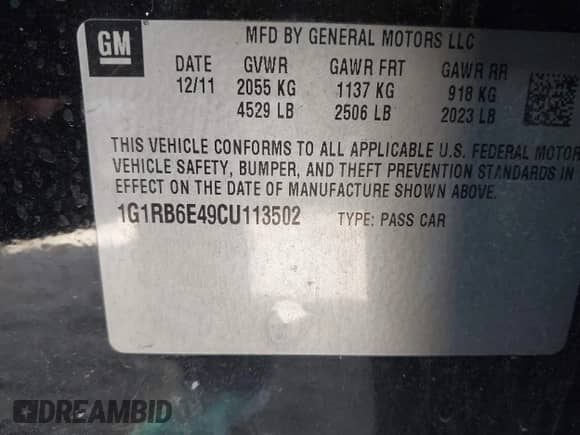 GM
MFD BY GENERAL MOTORS LLC
DATE GVWR GAWR FRT GAWR RR
12/11 2055 KG 1137 KG 918 KG
4529 LB 2506 LB 2023 LB
THIS VEHICLE CONFORMS TO ALL APPLICABLE U.S. FEDERAL MOTOR
VEHICLE SAFETY, BUMPER, AND THEFT PREVENTION STANDARDS IN
EFFECT ON THE DATE OF MANUFACTURE SHOWN ABOVE.
1G1RB6E49CU113502 TYPE: PASS CAR
DREAMBID